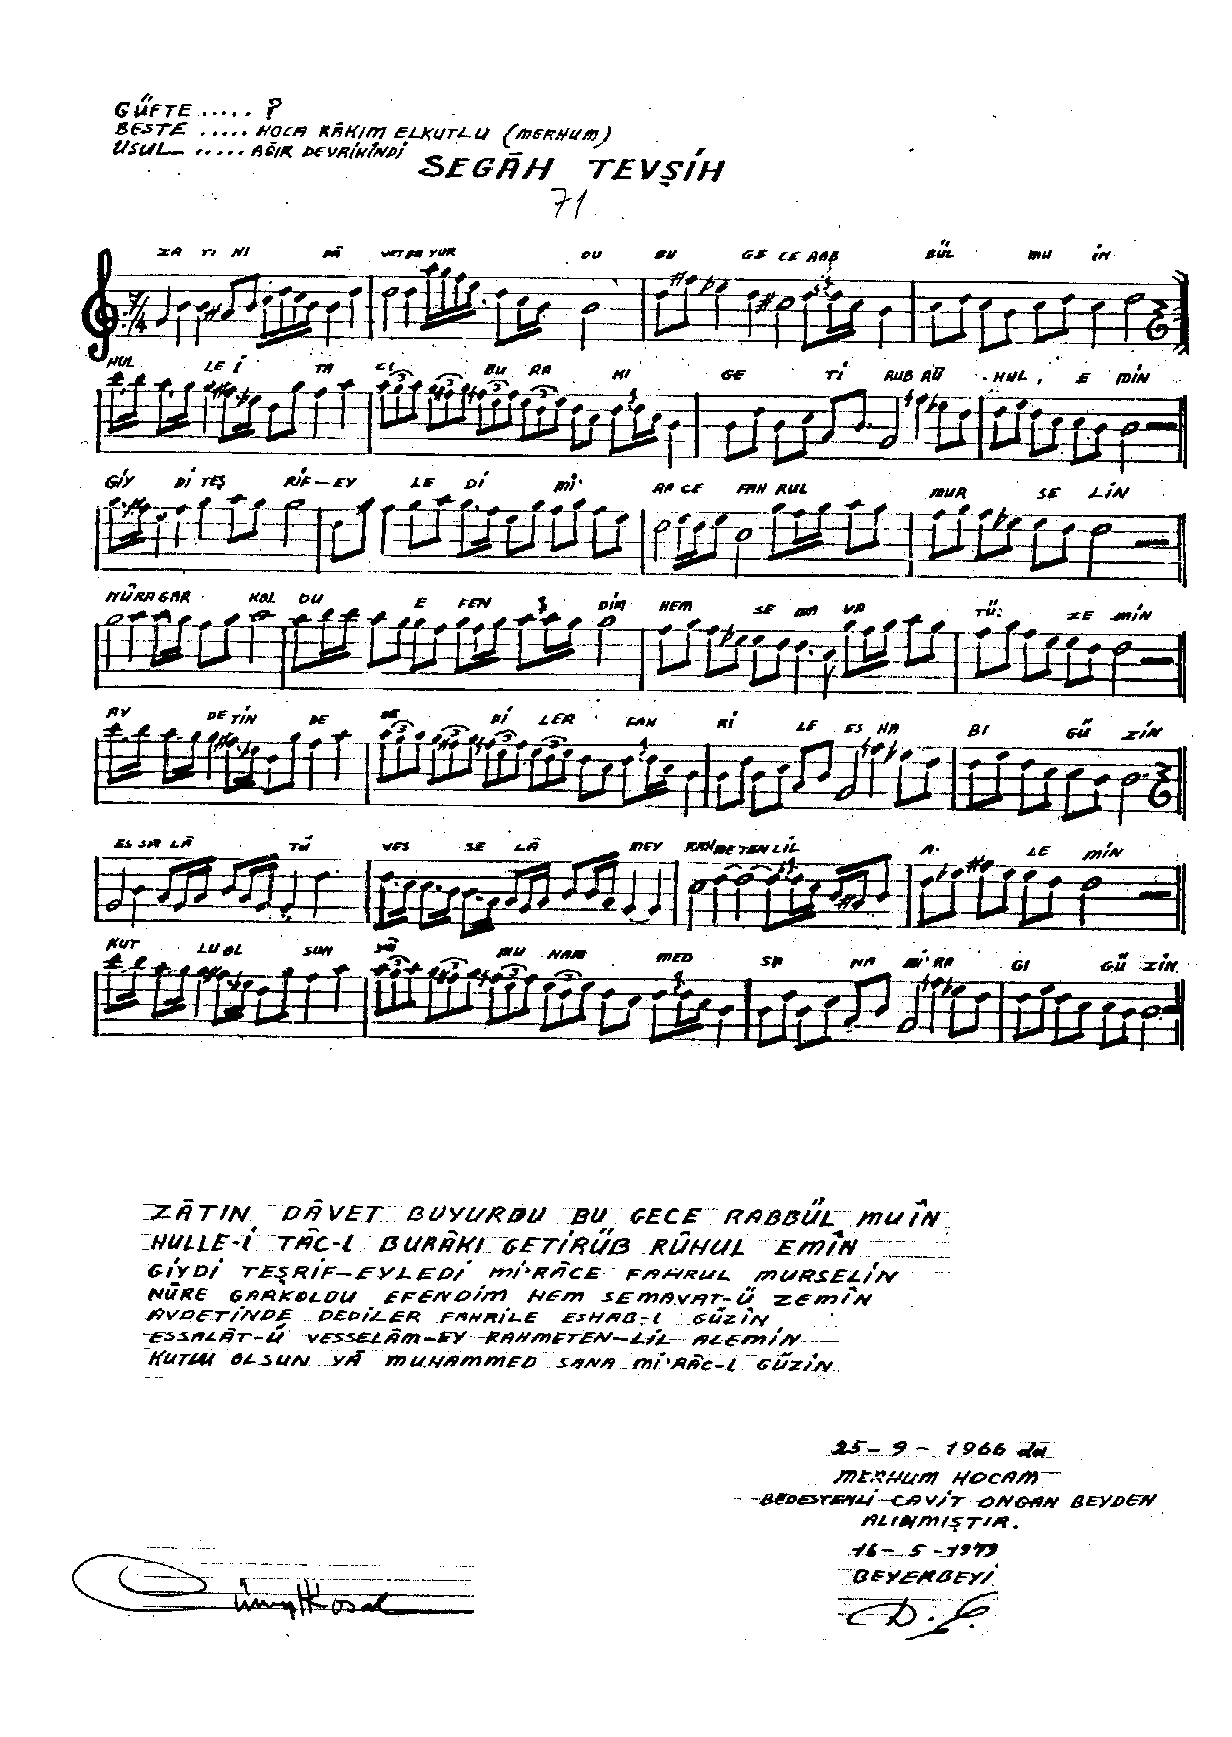 GÜFTE ..... ?
BESTE ..... HOCA RÂKIM ELKUTLU (MERHUM)
USUL ..... AĞIR DEVRİHİNDİ
SEGÂH TEVŞİH
71
ZA Tİ Nİ DÂ VET BU YUR DU BU GE CE RAB BÜL MU İN
7/4
HUL LE İ TA CI BU RA KI GE Tİ RÜB RÛ HUL, E MİN
GİY Dİ TEŞ RİF-EY LE Dİ Mİ' RA CE FAH RUL MUR SE LİN
NÛRA GAR KOL DU E FEN DİM HEM SE MA VA TÜ ZE MİN
AV DE TİN DE DE Dİ LER FAH Rİ LE ES HA BI GÜ ZİN
ES SA LÂ TÜ VES SE LÂ MEY RAH ME TEN LİL A LE MİN
KUT LU OL SUN YÂ MU HAM MED SA NA Mİ' RA CI GÜ ZİN
ZÂTIN DÂVET BUYURDU BU GECE RABBÜL MUİN
HULLE-İ TÂC-I BURÂKI GETİRÜB RÛHUL EMÎN
GİYDİ TEŞRİF-EYLEDİ Mİ'RÂCE FAHRUL MURSELİN
NÛRE GARKOLDU EFENDİM HEM SEMAVAT-Ü ZEMİN
AVDETİNDE DEDİLER FAHRİLE ESHAB-I GÜZİN
ESSALÂT-Ü VESSELÂM-EY RAHMETEN-LİL ALEMİN
KUTLU OLSUN YÂ MUHAMMED SANA Mİ'RÂC-I GÜZİN
25-9-1966 da
MERHUM HOCAM
BEDESTENLİ CAVİT ONGAN BEYDEN
ALINMIŞTIR.
16-5-1979
BEYLERBEYİ